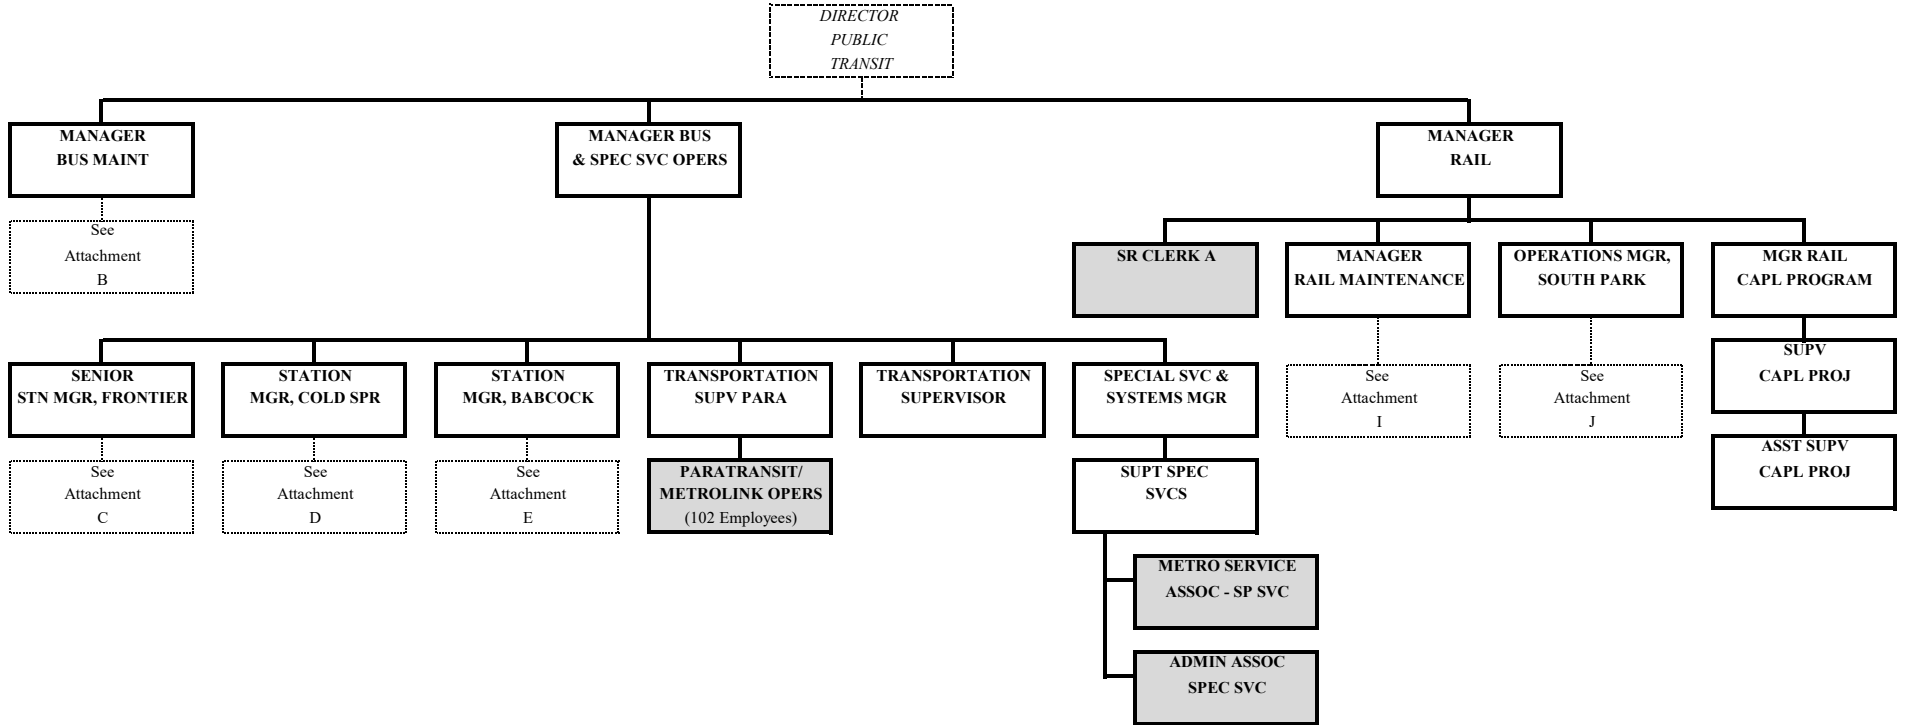 DIRECTOR
PUBLIC
TRANSIT
MANAGER
BUS MAINT
MANAGER BUS
& SPEC SVC OPERS
MANAGER
RAIL
See
Attachment
B
SR CLERK A
MANAGER
RAIL MAINTENANCE
OPERATIONS MGR,
SOUTH PARK
MGR RAIL
CAPL PROGRAM
SENIOR
STN MGR, FRONTIER
STATION
MGR, COLD SPR
STATION
MGR, BABCOCK
TRANSPORTATION
SUPV PARA
TRANSPORTATION
SUPERVISOR
SPECIAL SVC &
SYSTEMS MGR
See
Attachment
I
See
Attachment
J
SUPV
CAPL PROJ
See
Attachment
C
See
Attachment
D
See
Attachment
E
PARATRANSIT/
METROLINK OPERS
(102 Employees)
SUPT SPEC
SVCS
ASST SUPV
CAPL PROJ
METRO SERVICE
ASSOC - SP SVC
ADMIN ASSOC
SPEC SVC